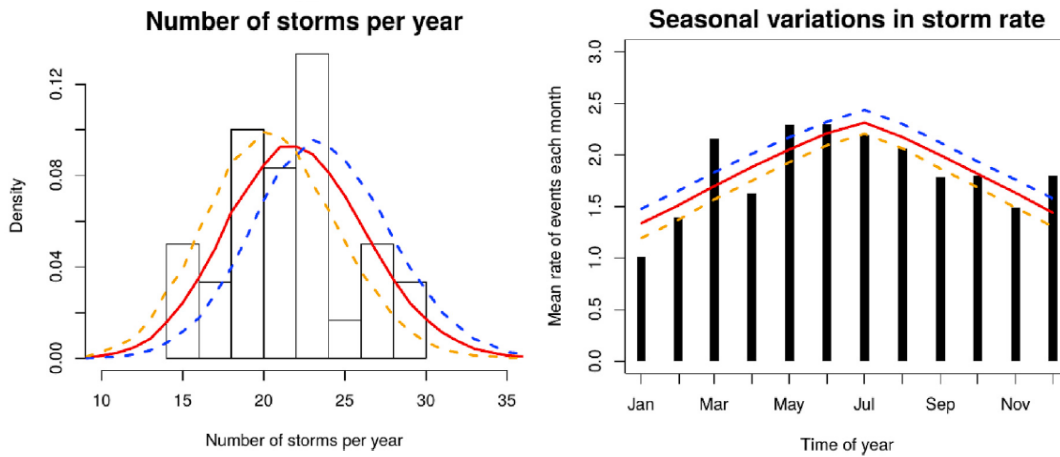 Number of storms per year
Density
0.00
0.04
0.08
0.12
10 15 20 25 30 35
Number of storms per year
Seasonal variations in storm rate
Mean rate of events each month
0.0
0.5
1.0
1.5
2.0
2.5
3.0
Jan Mar May Jul Sep Nov
Time of year